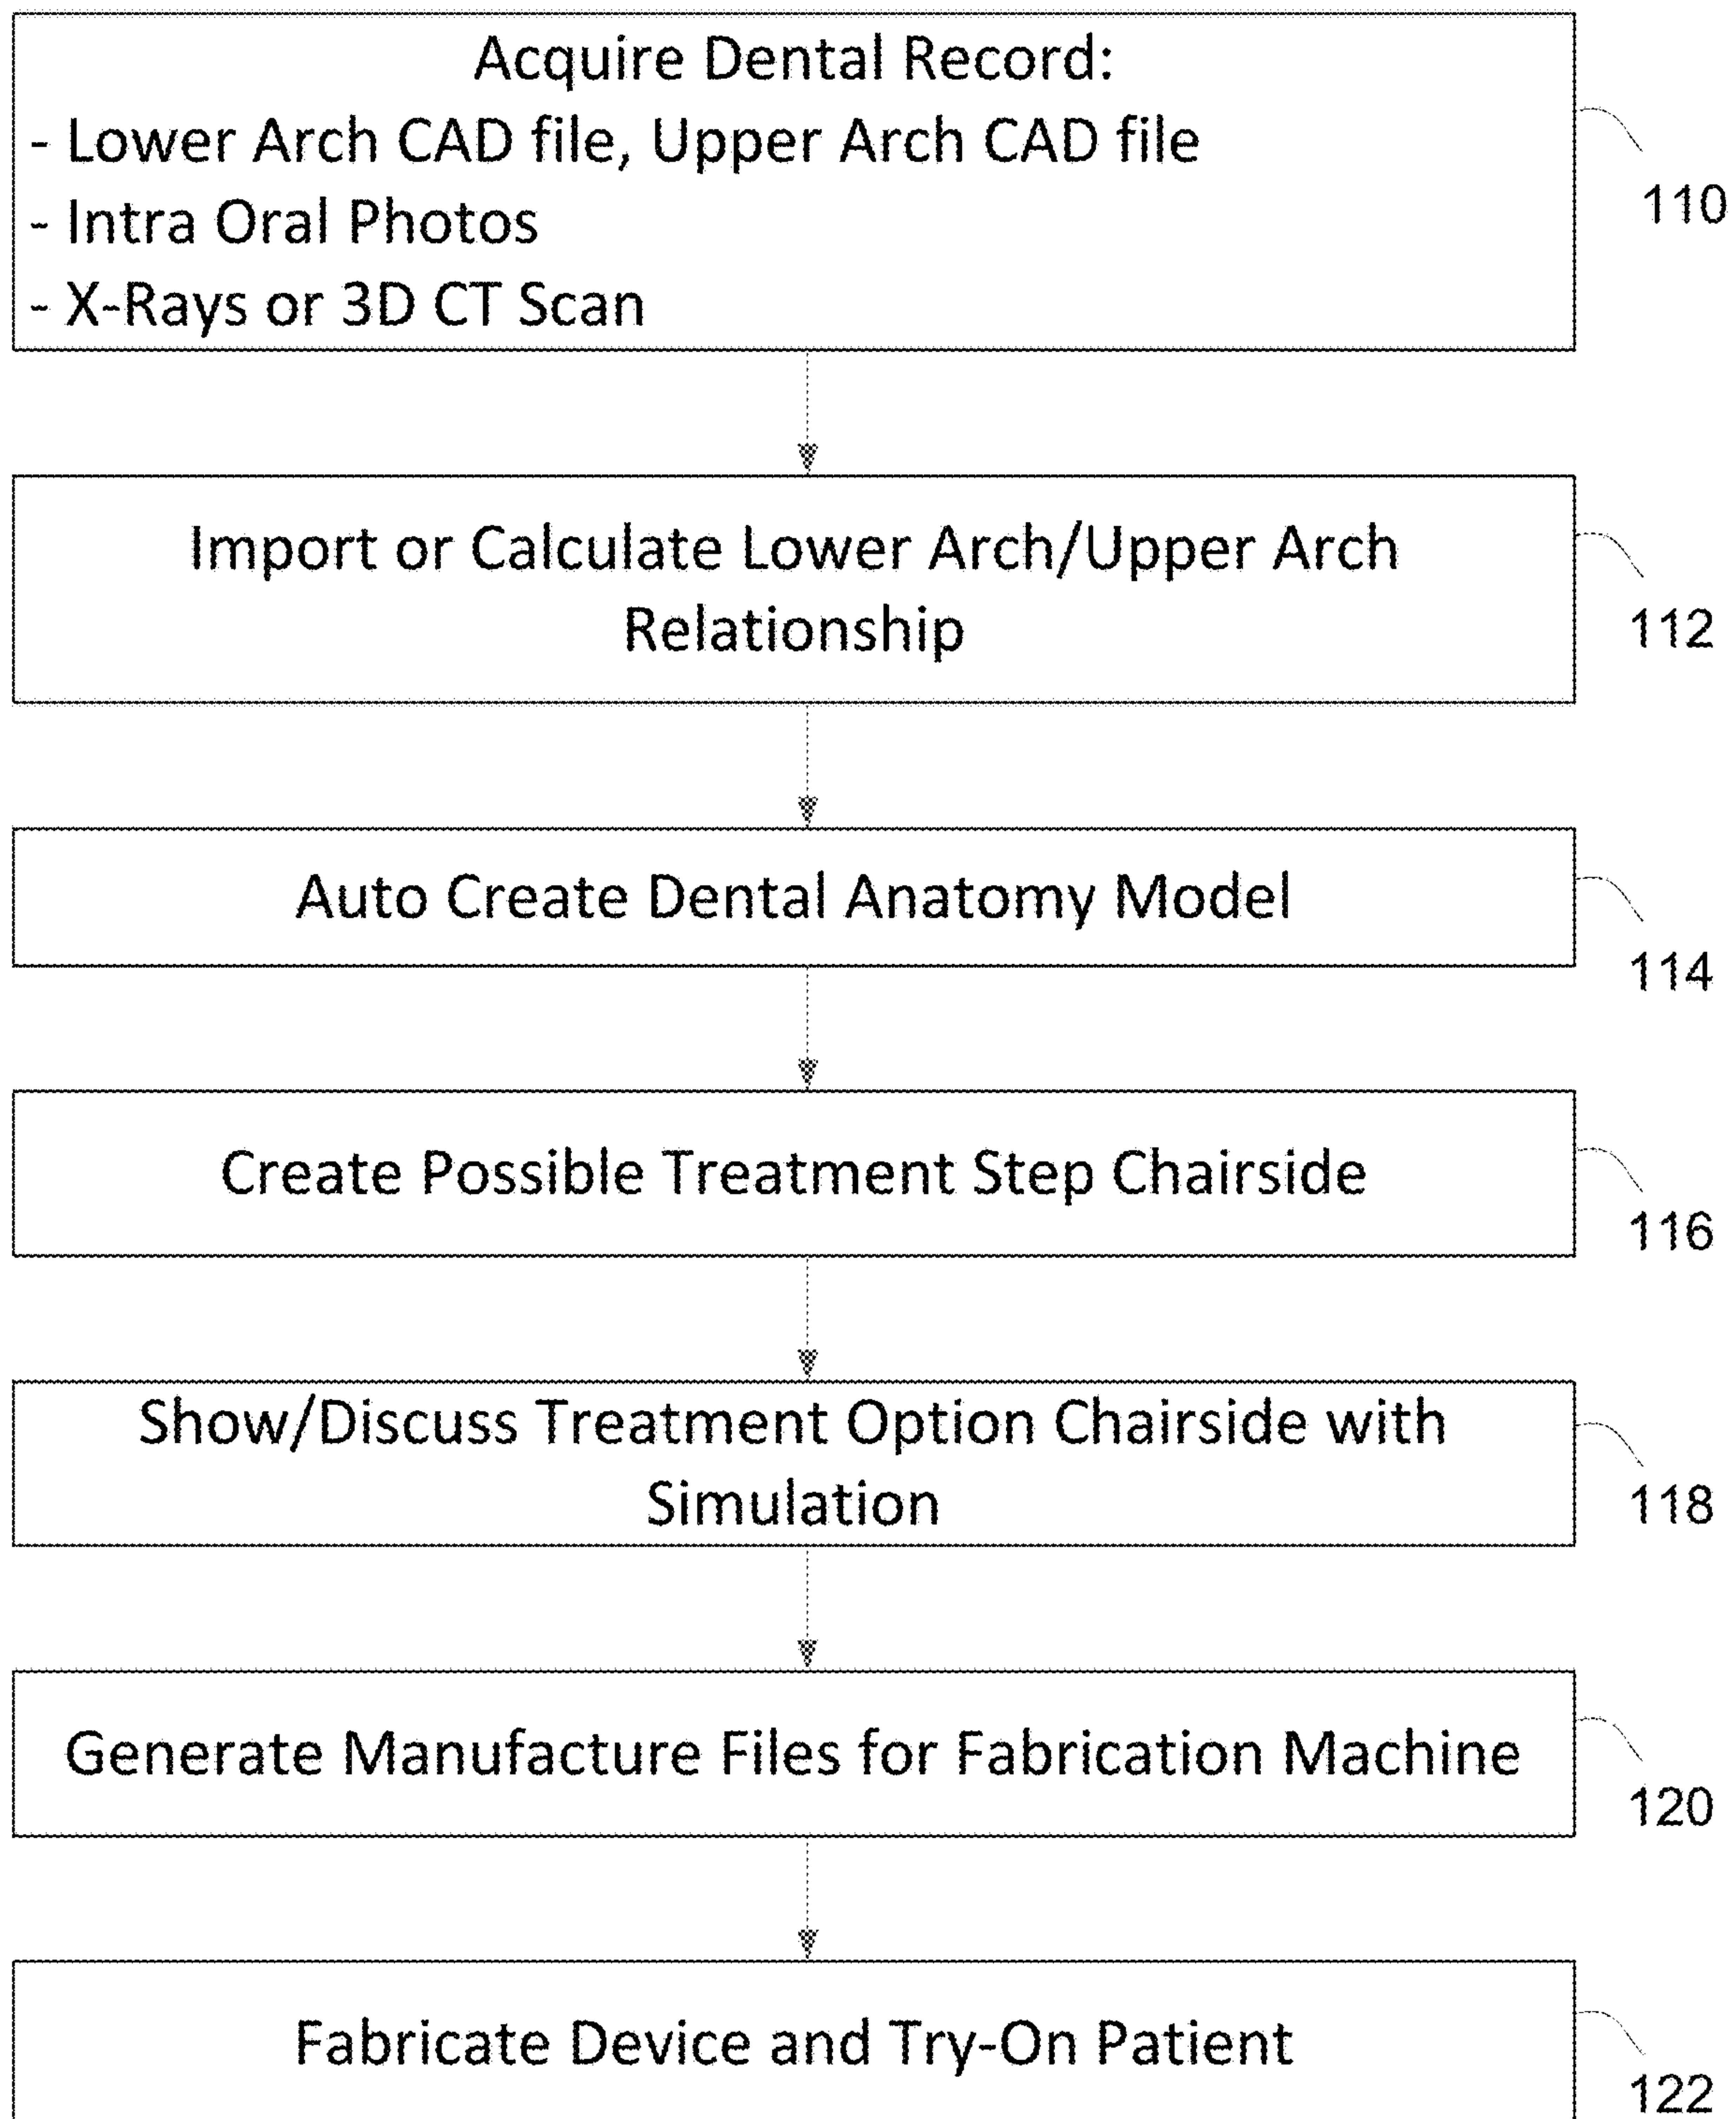 Acquire Dental Record:
- Lower Arch CAD file, Upper Arch CAD file
- Intra Oral Photos
- X-Rays or 3D CT Scan
110
Import or Calculate Lower Arch/Upper Arch
Relationship
112
Auto Create Dental Anatomy Model
114
Create Possible Treatment Step Chairside
116
Show/Discuss Treatment Option Chairside with
Simulation
118
Generate Manufacture Files for Fabrication Machine
120
Fabricate Device and Try-On Patient
122